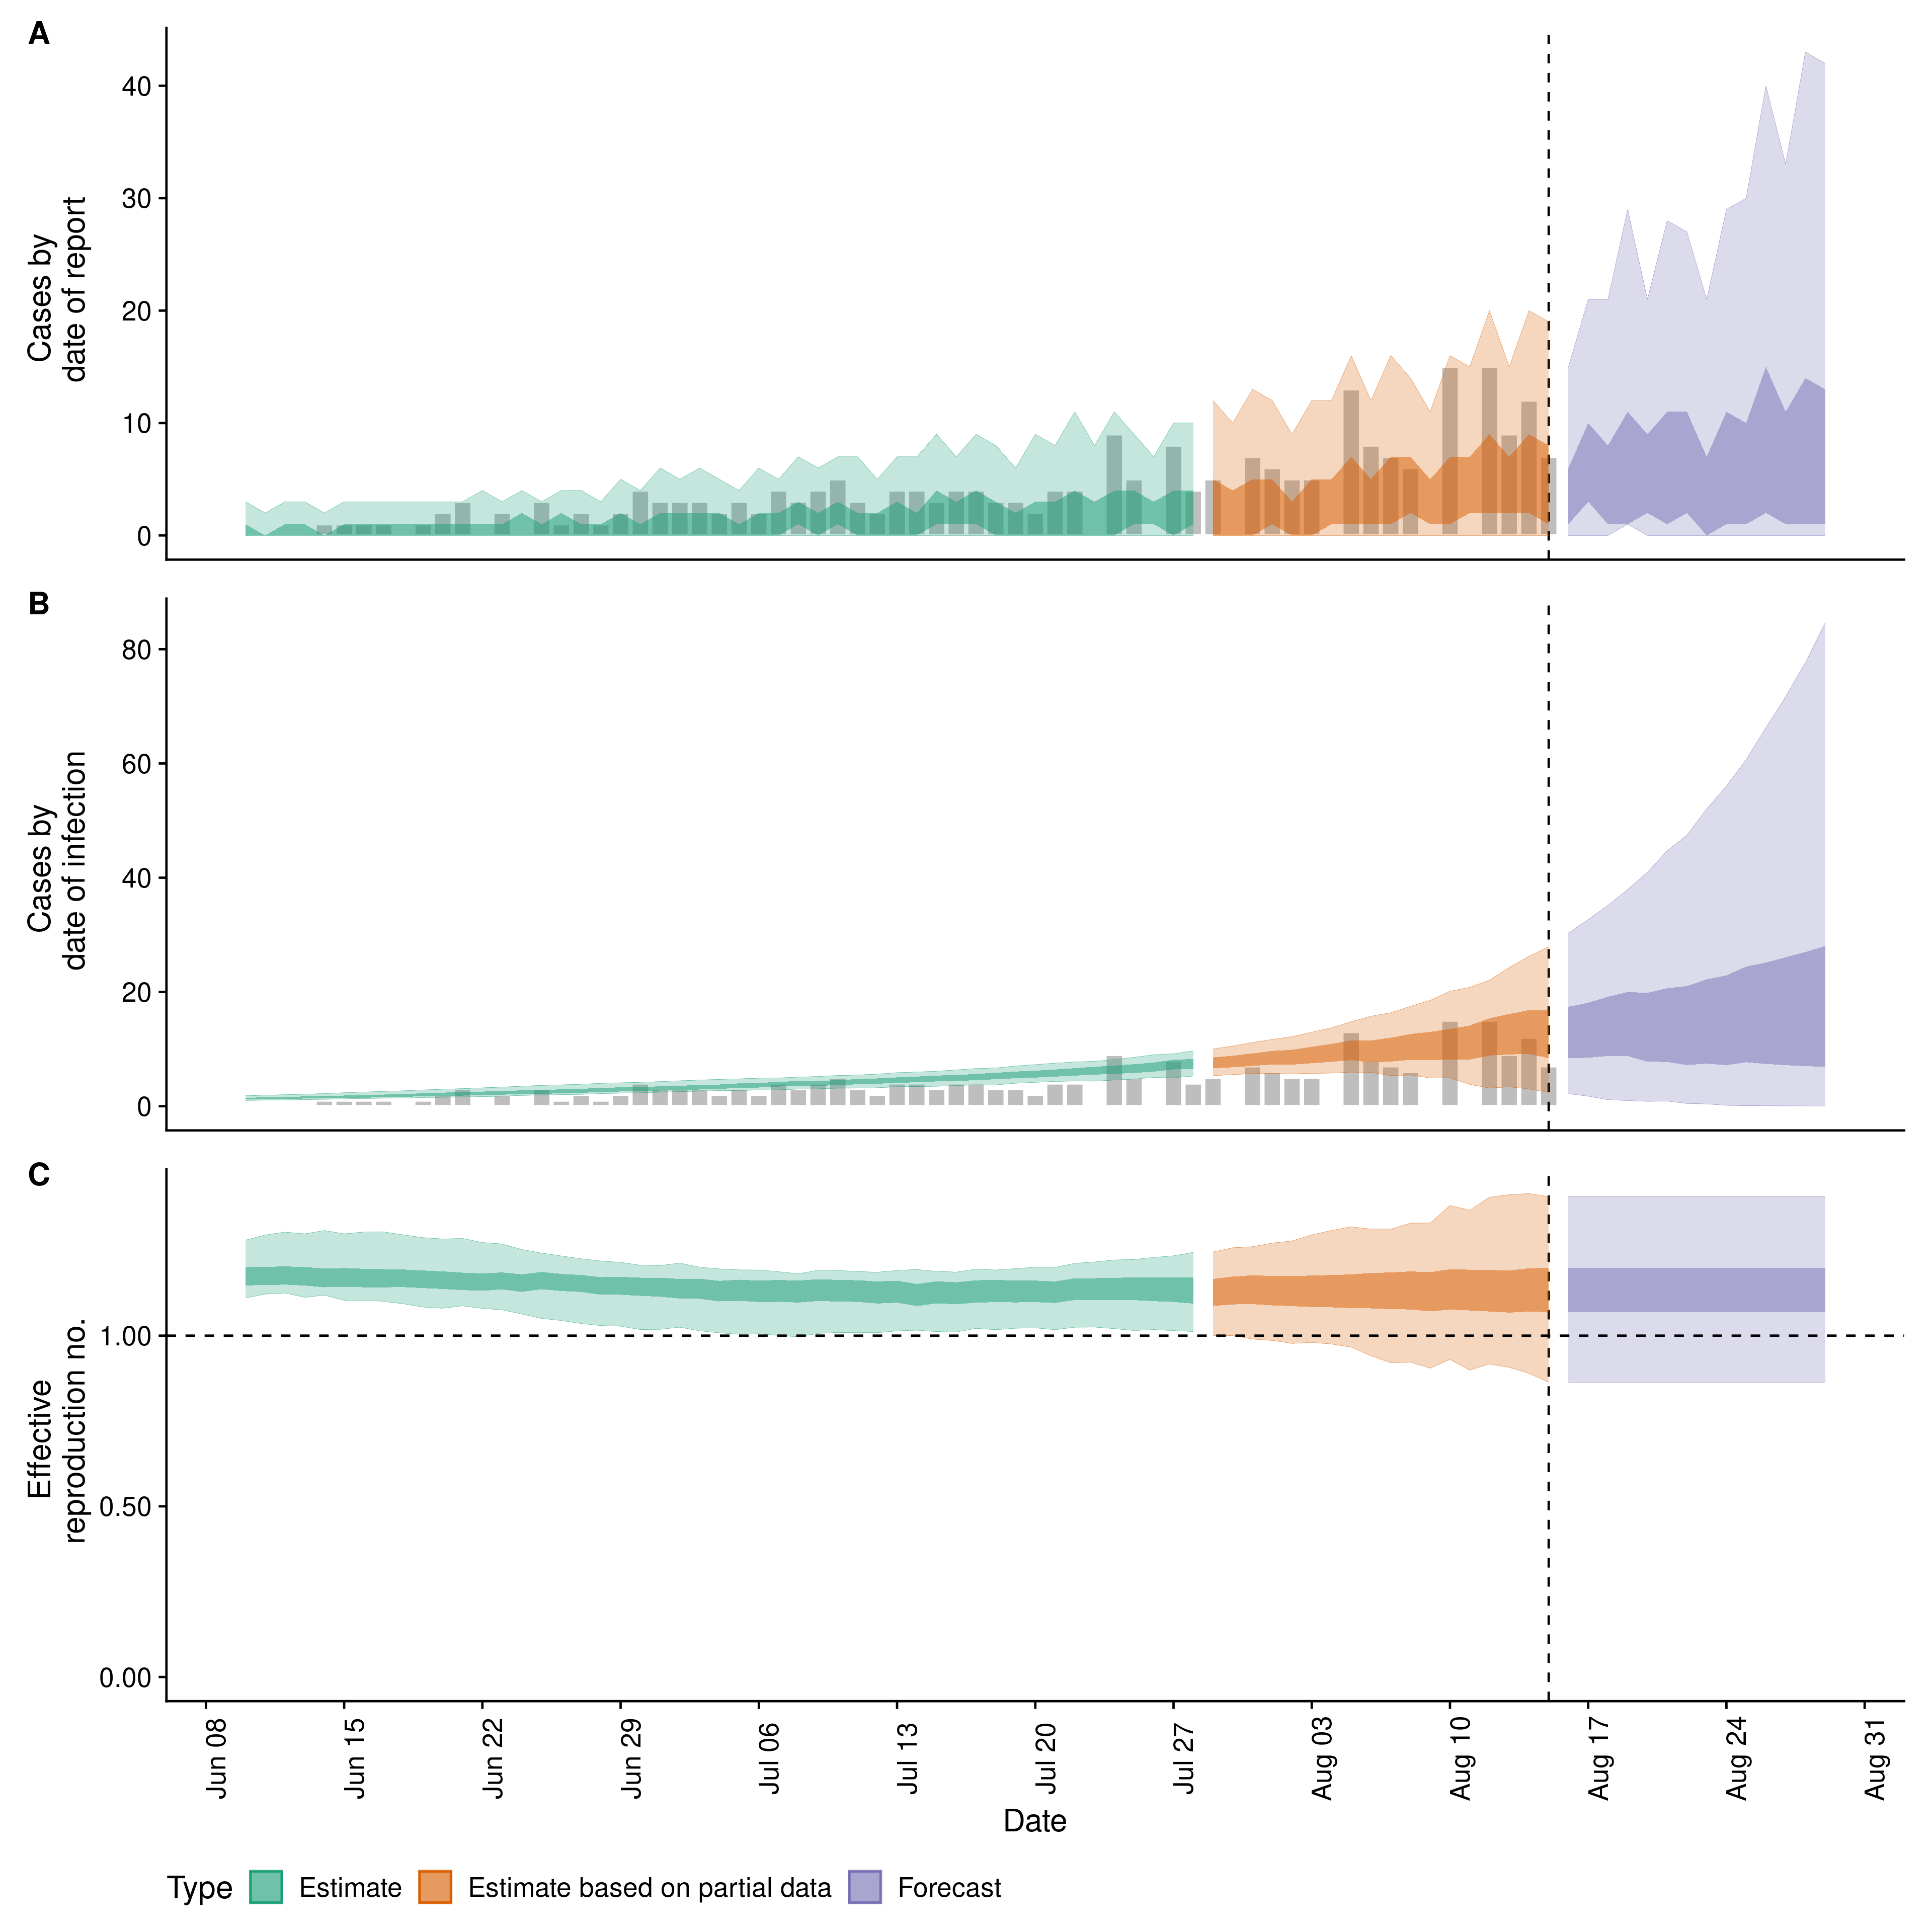 A
Cases by
date of report
40
30
20
10
0
B
Cases by
date of infection
80
60
40
20
0
C
Effective
reproduction no.
1.00
0.50
0.00
Jun 08
Jun 15
Jun 22
Jun 29
Jul 06
Jul 13
Jul 20
Jul 27
Aug 03
Aug 10
Aug 17
Aug 24
Aug 31
Date
Type Estimate Estimate based on partial data Forecast